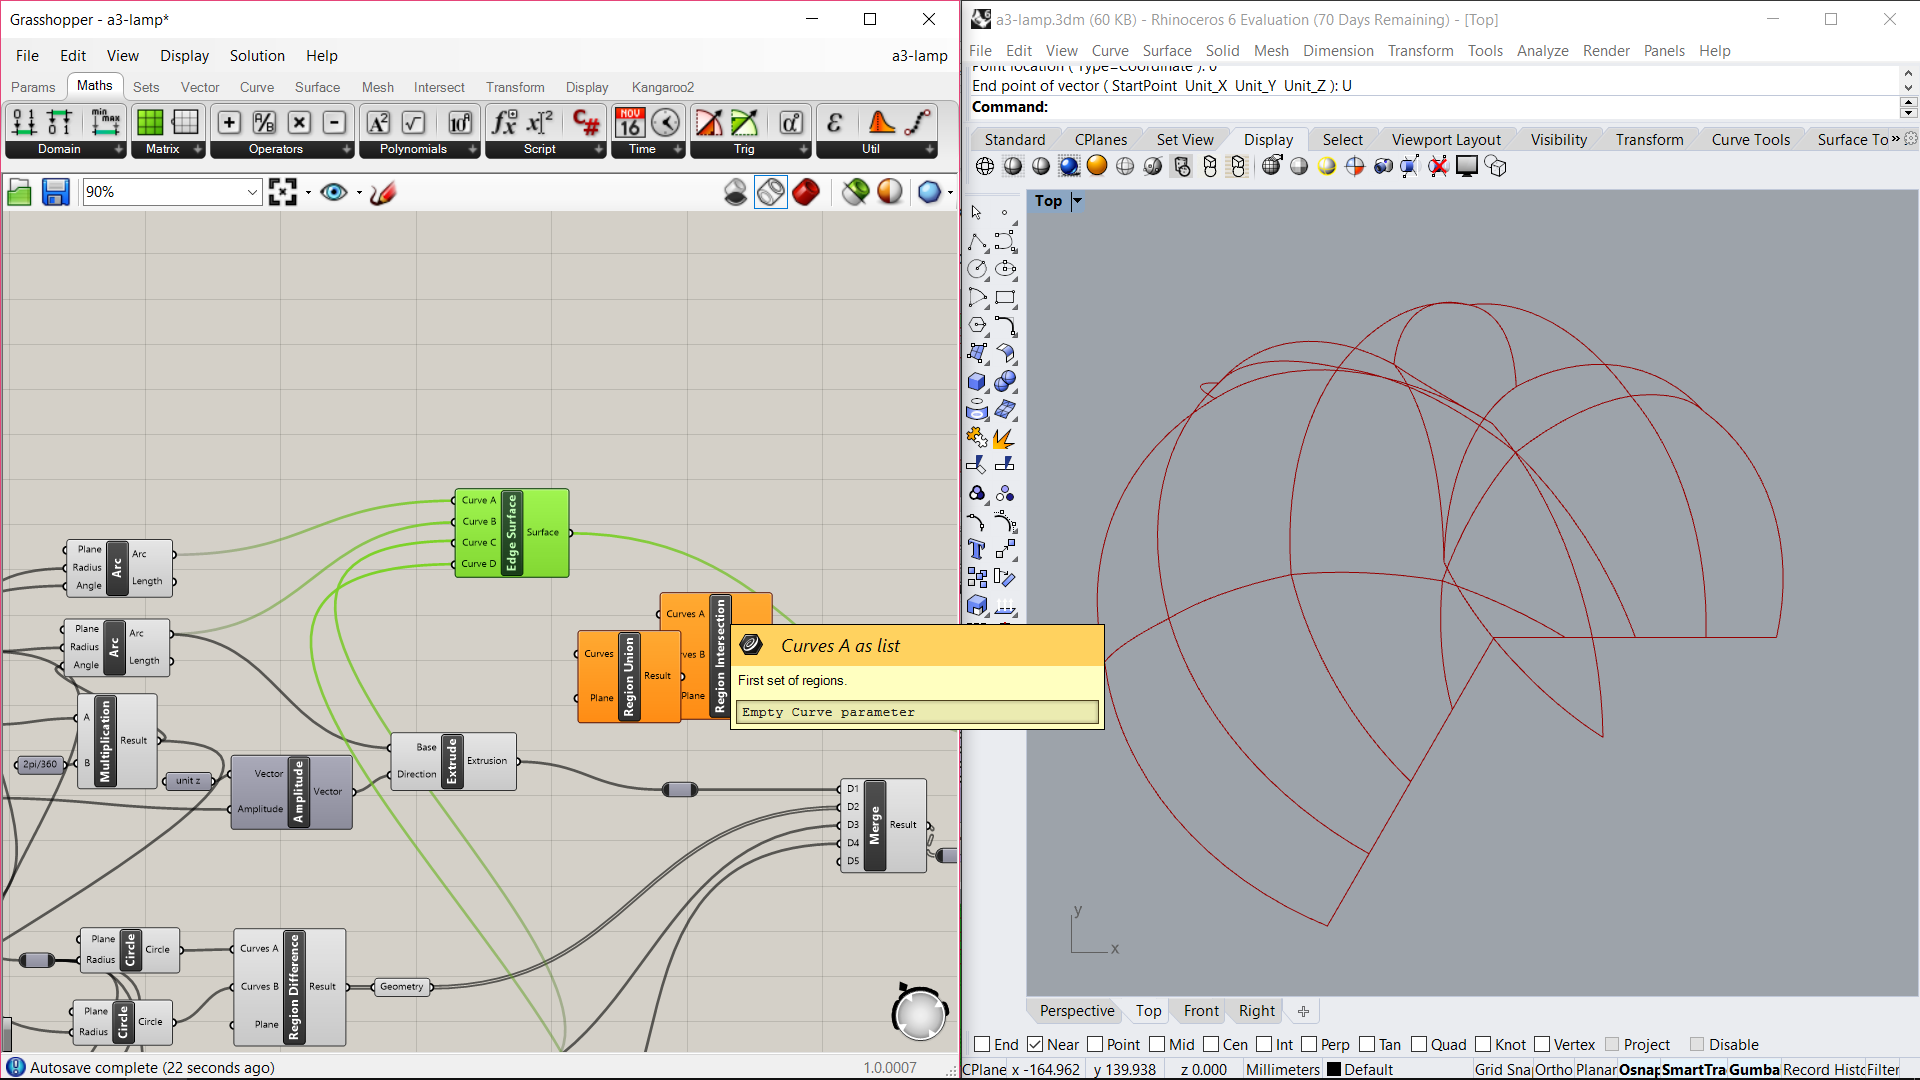 Grasshopper - a3-lamp*
File Edit View Display Solution Help a3-lamp
Params Maths Sets Vector Curve Surface Mesh Intersect Transform Display Kangaroo2
Domain Matrix Operators Polynomials Script Time Trig Util
90%
Curve A
Curve B
Curve C
Curve D
Edge Surface
Surface
Plane
Radius
Angle
Arc
Arc
Length
Plane
Radius
Angle
Arc
Arc
Length
A
B
Multiplication
Result
2pi/360
unit z
Vector
Amplitude
Amplitude
Vector
Base
Direction
Extrude
Extrusion
Curves
Plane
Region Union
Result
Curves A
ves B
Plane
Region Intersection
Curves A as list
First set of regions.
Empty Curve parameter
D1
D2
D3
D4
D5
Merge
Result
Plane
Radius
Circle
Circle
Plane
Radius
Circle
Circle
Curves A
Curves B
Plane
Region Difference
Result
Geometry
Autosave complete (22 seconds ago)
1.0.0007
a3-lamp.3dm (60 KB) - Rhinoceros 6 Evaluation (70 Days Remaining) - [Top]
File Edit View Curve Surface Solid Mesh Dimension Transform Tools Analyze Render Panels Help
Point location ( Type=Coordinate ): 0
End point of vector ( StartPoint Unit_X Unit_Y Unit_Z ): U
Command:
Standard CPlanes Set View Display Select Viewport Layout Visibility Transform Curve Tools Surface To »
Top
y
x
Perspective Top Front Right
End Near Point Mid Cen Int Perp Tan Quad Knot Vertex Project Disable
CPlane x -164.962 y 139.938 z 0.000 Millimeters Default Grid Snap Ortho Planar Osnap SmartTra Gumba Record Histo Filter